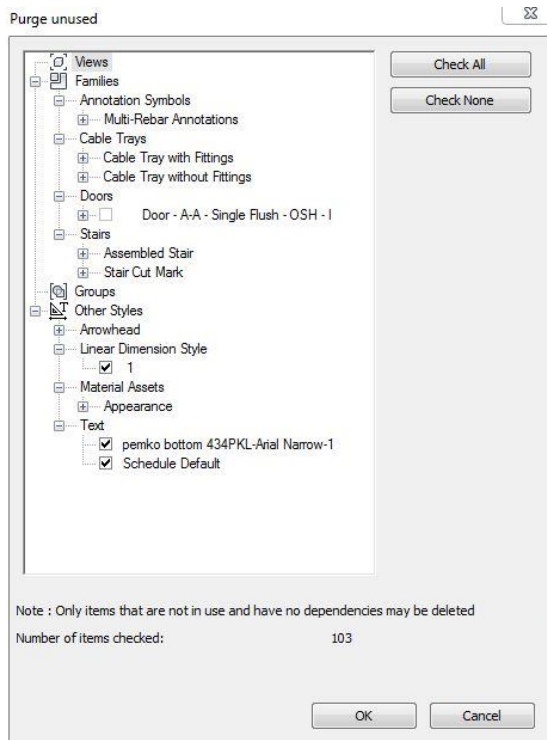 Purge unused
Views
Check All
Families
Check None
Annotation Symbols
Multi-Rebar Annotations
Cable Trays
Cable Tray with Fittings
Cable Tray without Fittings
Doors
Door - A-A - Single Flush - OSH - I
Stairs
Assembled Stair
Stair Cut Mark
Groups
Other Styles
Arrowhead
Linear Dimension Style
1
Material Assets
Appearance
Text
pemko bottom 434PKL-Arial Narrow-1
Schedule Default
Note : Only items that are not in use and have no dependencies may be deleted
Number of items checked: 103
OK Cancel